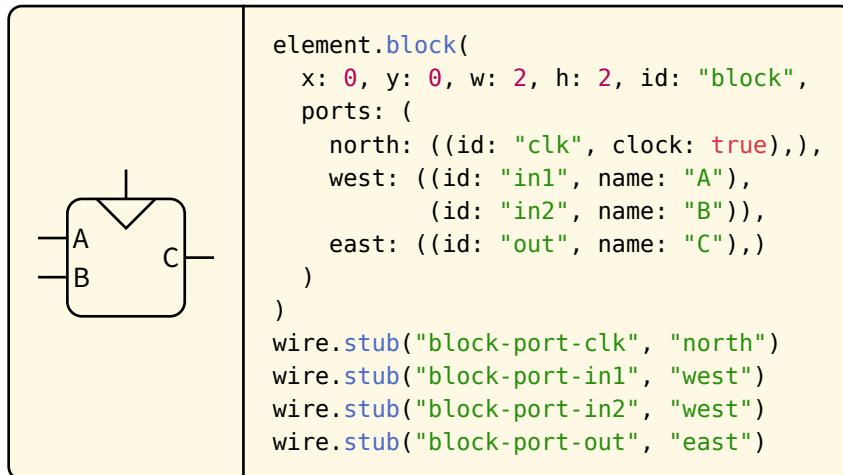 A
B
C
element.block(
  x: 0, y: 0, w: 2, h: 2, id: "block",
  ports: (
    north: ((id: "clk", clock: true),),
    west: ((id: "in1", name: "A"),
           (id: "in2", name: "B")),
    east: ((id: "out", name: "C"),)
  )
)
wire.stub("block-port-clk", "north")
wire.stub("block-port-in1", "west")
wire.stub("block-port-in2", "west")
wire.stub("block-port-out", "east")